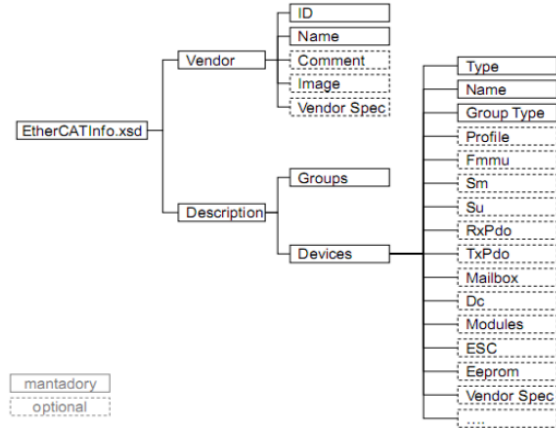 EtherCATInfo.xsd
Vendor
ID
Name
Comment
Image
Vendor Spec
Description
Groups
Devices
Type
Name
Group Type
Profile
Fmmu
Sm
Su
RxPdo
TxPdo
Mailbox
Dc
Modules
ESC
Eeprom
Vendor Spec
....
mantadory
optional